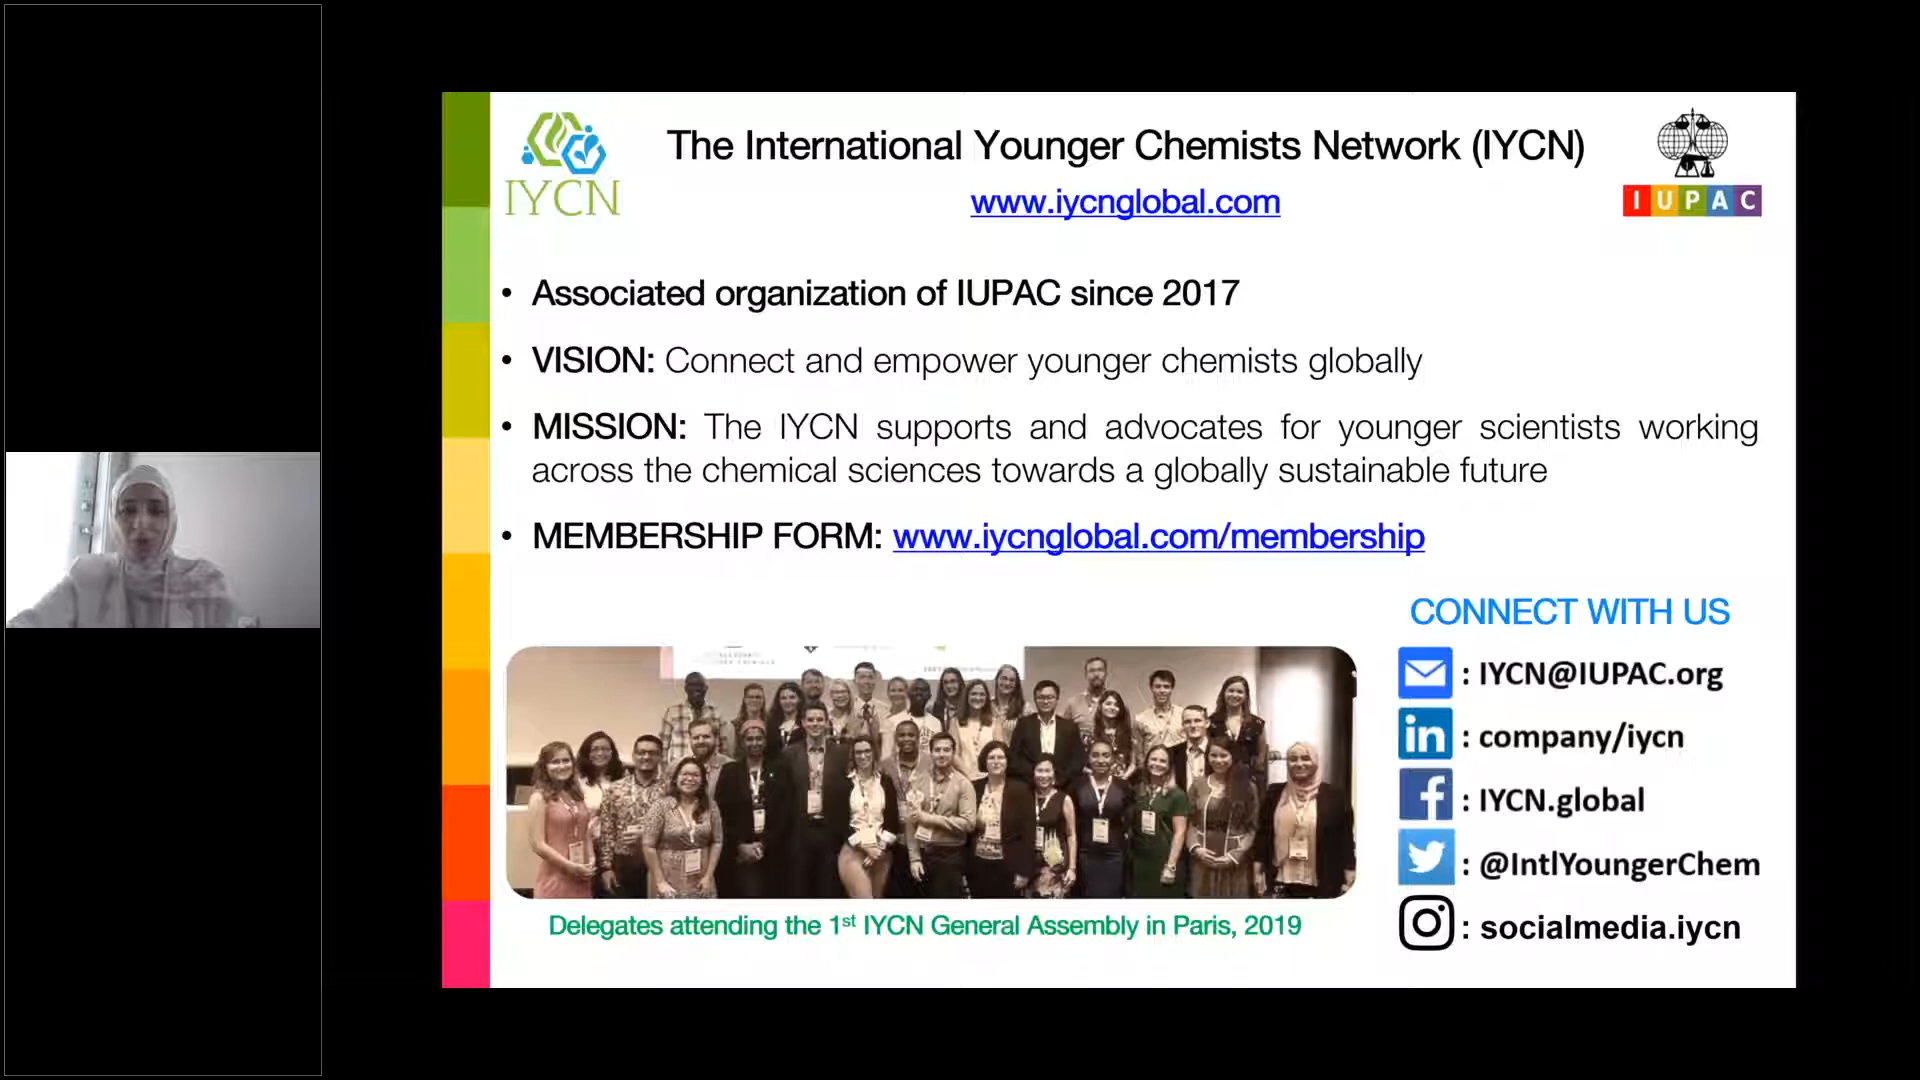 IYCN
The International Younger Chemists Network (IYCN)
www.iycnglobal.com
I U P A C
• Associated organization of IUPAC since 2017
• VISION: Connect and empower younger chemists globally
• MISSION: The IYCN supports and advocates for younger scientists working
across the chemical sciences towards a globally sustainable future
• MEMBERSHIP FORM: www.iycnglobal.com/membership
Delegates attending the 1st IYCN General Assembly in Paris, 2019
CONNECT WITH US
: IYCN@IUPAC.org
in : company/iycn
f : IYCN.global
: @IntlYoungerChem
: socialmedia.iycn